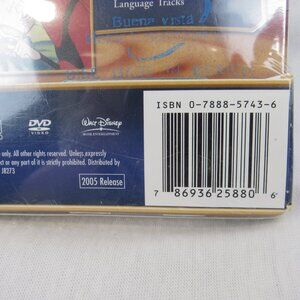 Language Tracks
Buena vista
ISBN 0-7888-5743-6
DVD
VIDEO
WALT DISNEY
HOME ENTERTAINMENT
only. All other rights reserved. Unless expressly
ect or any part of it is strictly prohibited. Distributed by
JR273
2005 Release
7 86936 25880 6